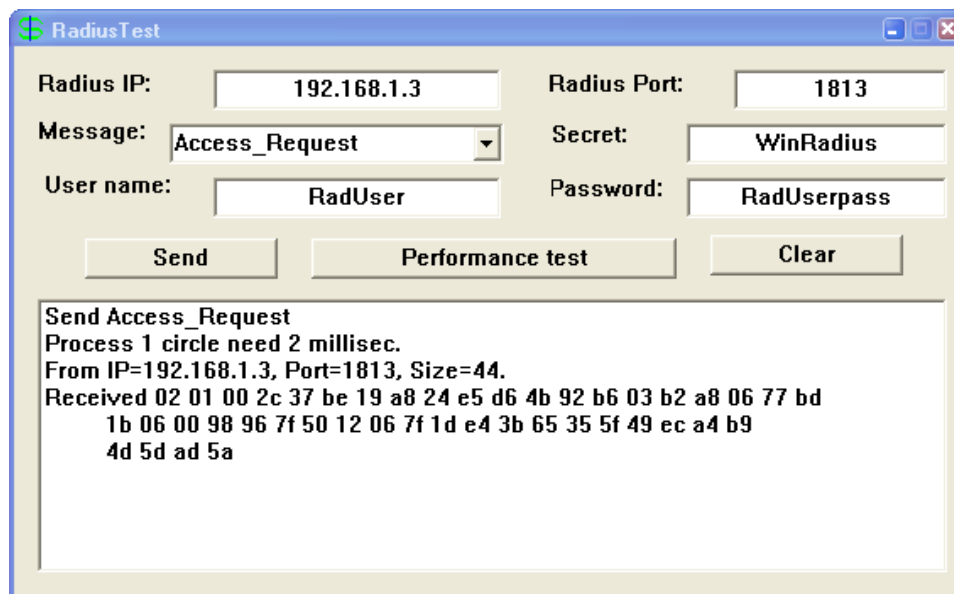 RadiusTest
Radius IP: 192.168.1.3 Radius Port: 1813
Message: Access_Request Secret: WinRadius
User name: RadUser Password: RadUserpass
Send Performance test Clear
Send Access_Request
Process 1 circle need 2 millisec.
From IP=192.168.1.3, Port=1813, Size=44.
Received 02 01 00 2c 37 be 19 a8 24 e5 d6 4b 92 b6 03 b2 a8 06 77 bd
1b 06 00 98 96 7f 50 12 06 7f 1d e4 3b 65 35 5f 49 ec a4 b9
4d 5d ad 5a